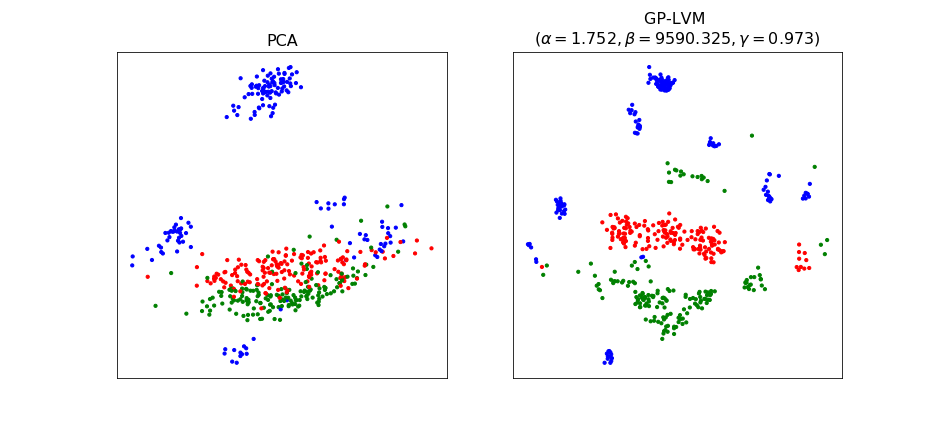 PCA
GP-LVM
(α = 1.752, β = 9590.325, γ = 0.973)